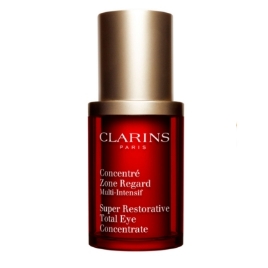 CLARINS
PARIS
Concentré
Zone Regard
Multi-Intensif
Super Restorative
Total Eye
Concentrate